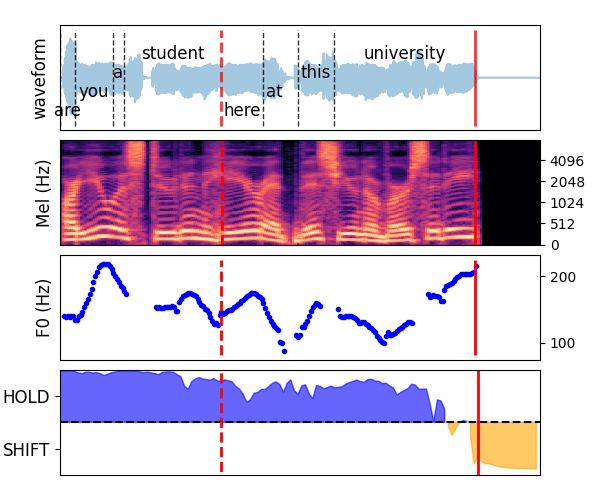 waveform
are
you
a
student
here
at
this
university
Mel (Hz)
4096
2048
1024
512
0
F0 (Hz)
200
100
HOLD
SHIFT